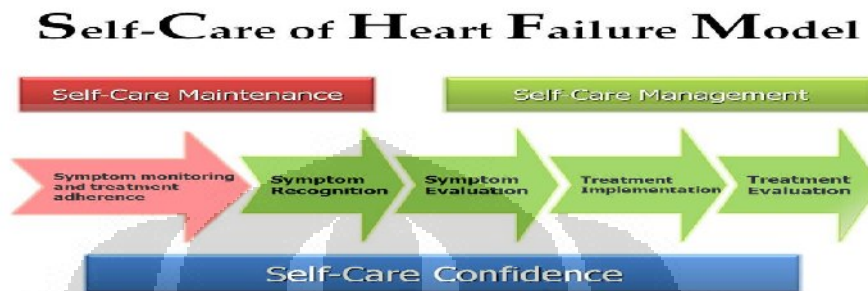 Self-Care of Heart Failure Model
Self-Care Maintenance
Self-Care Management
Symptom monitoring
and treatment
adherence
Symptom
Recognition
Symptom
Evaluation
Treatment
Implementation
Treatment
Evaluation
Self-Care Confidence